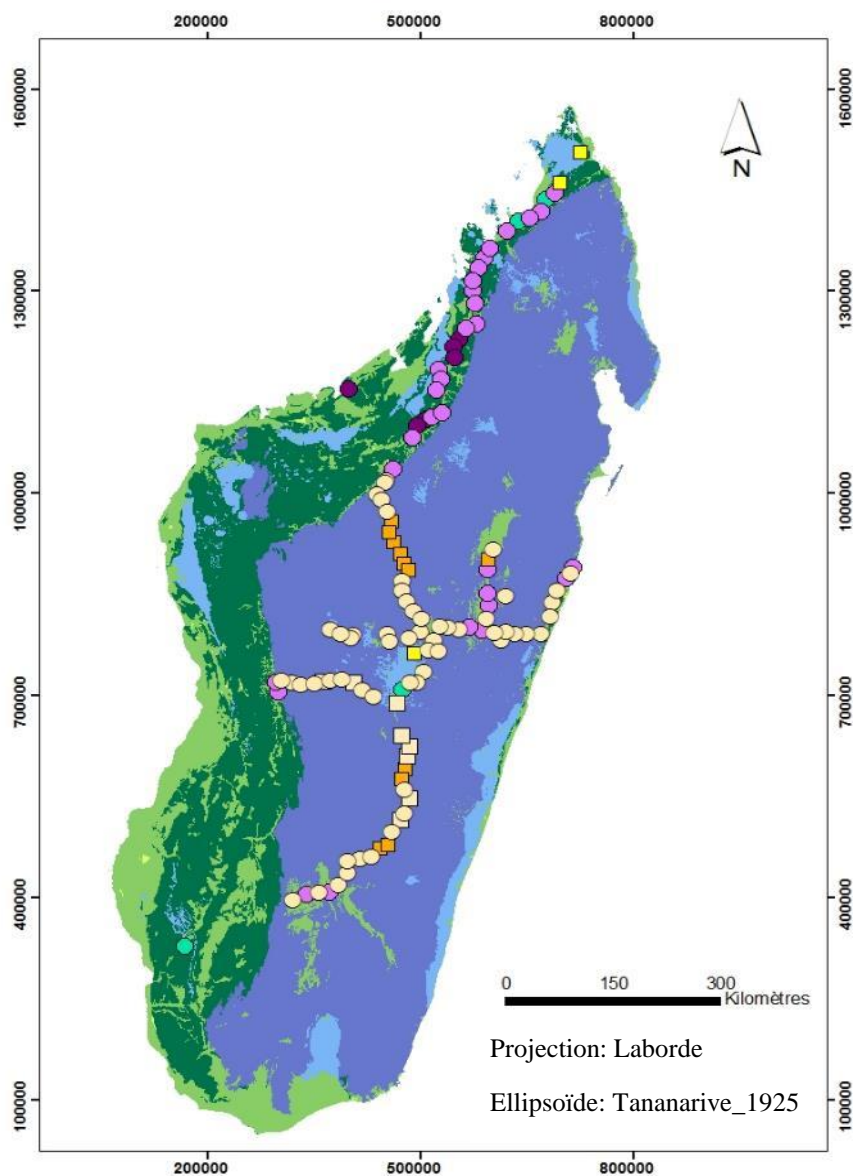 200000 500000 800000
1600000 1600000
N
1300000 1300000
1000000 1000000
700000 700000
400000 400000
0 150 300
Kilomètres
Projection: Laborde
Ellipsoïde: Tananarive_1925
100000 100000
200000 500000 800000